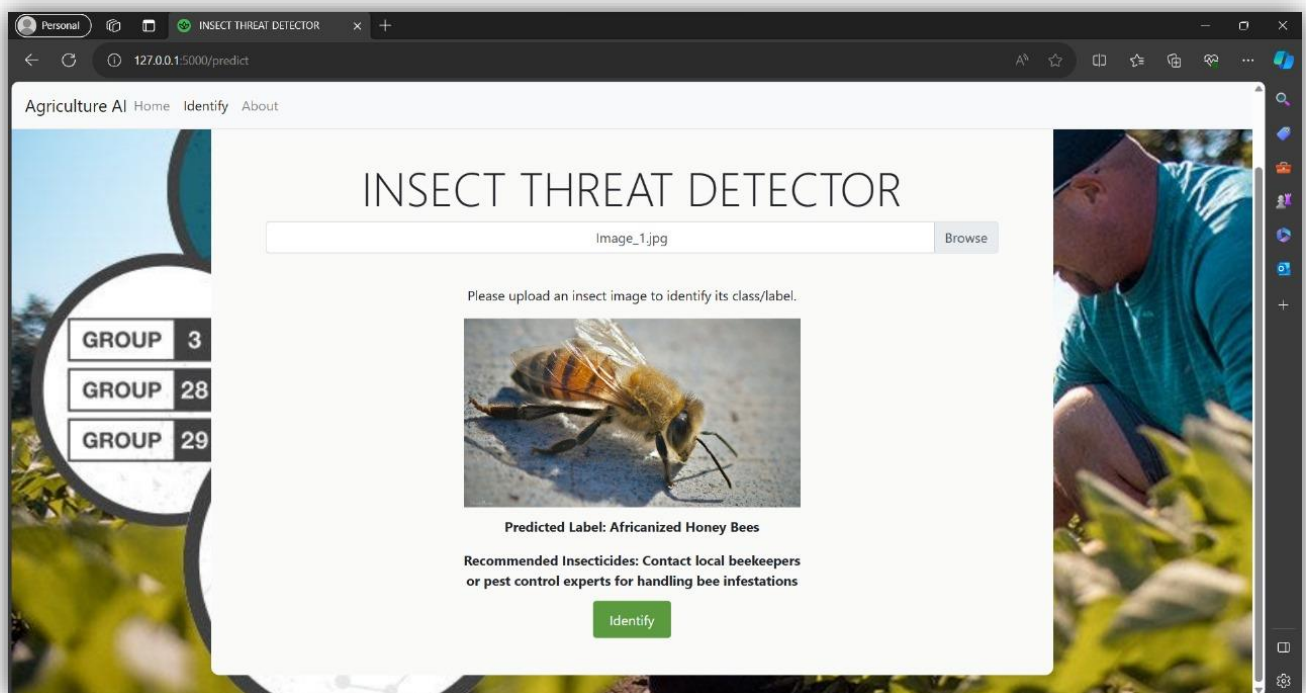 Personal
INSECT THREAT DETECTOR
127.0.0.1:5000/predict
Agriculture AI Home Identify About
INSECT THREAT DETECTOR
Image_1.jpg Browse
Please upload an insect image to identify its class/label.
GROUP 3
GROUP 28
GROUP 29
Predicted Label: Africanized Honey Bees
Recommended Insecticides: Contact local beekeepers
or pest control experts for handling bee infestations
Identify